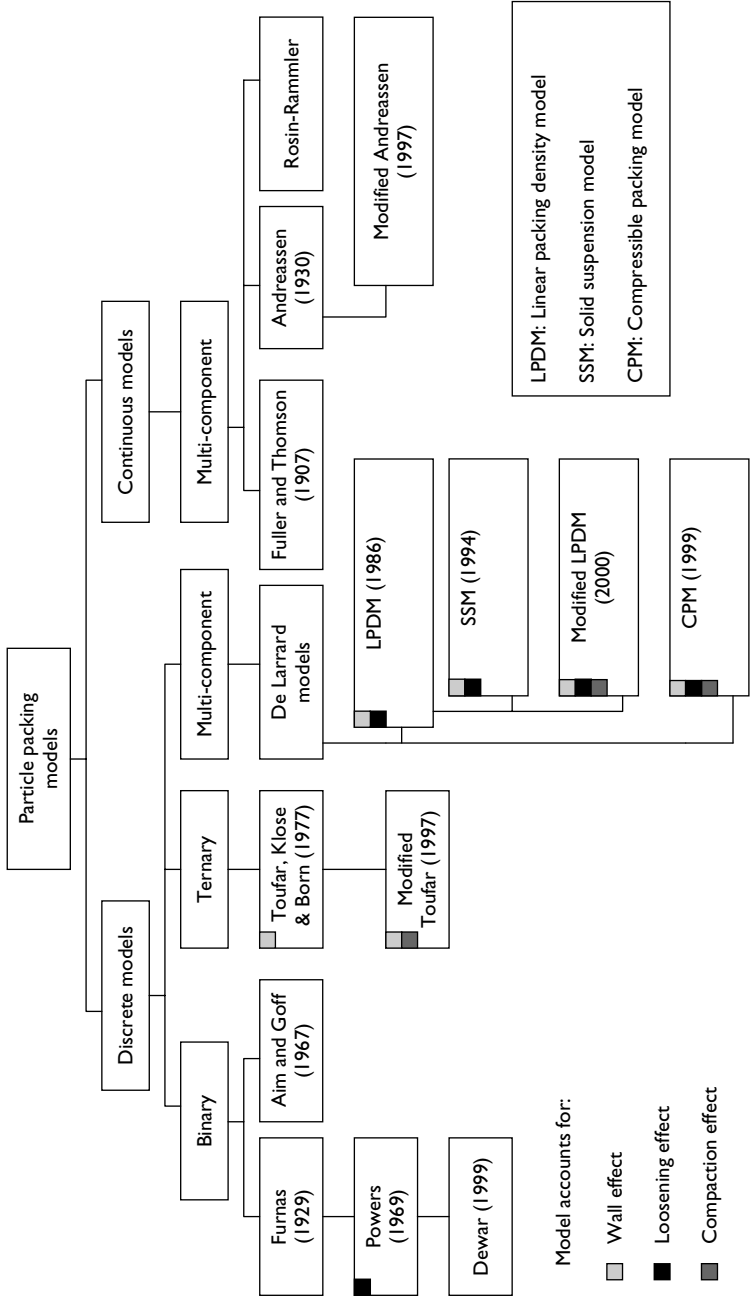 Particle packing
models
Discrete models
Continuous models
Binary
Ternary
Multi-component
Multi-component
Furnas
(1929)
Aim and Goff
(1967)
Toufar, Klose
& Born (1977)
De Larrard
models
Fuller and Thomson
(1907)
Andreassen
(1930)
Rosin-Rammler
Powers
(1969)
Modified
Toufar (1997)
LPDM (1986)
Modified Andreassen
(1997)
Dewar (1999)
SSM (1994)
Modified LPDM
(2000)
CPM (1999)
Model accounts for:
Wall effect
Loosening effect
Compaction effect
LPDM: Linear packing density model
SSM: Solid suspension model
CPM: Compressible packing model